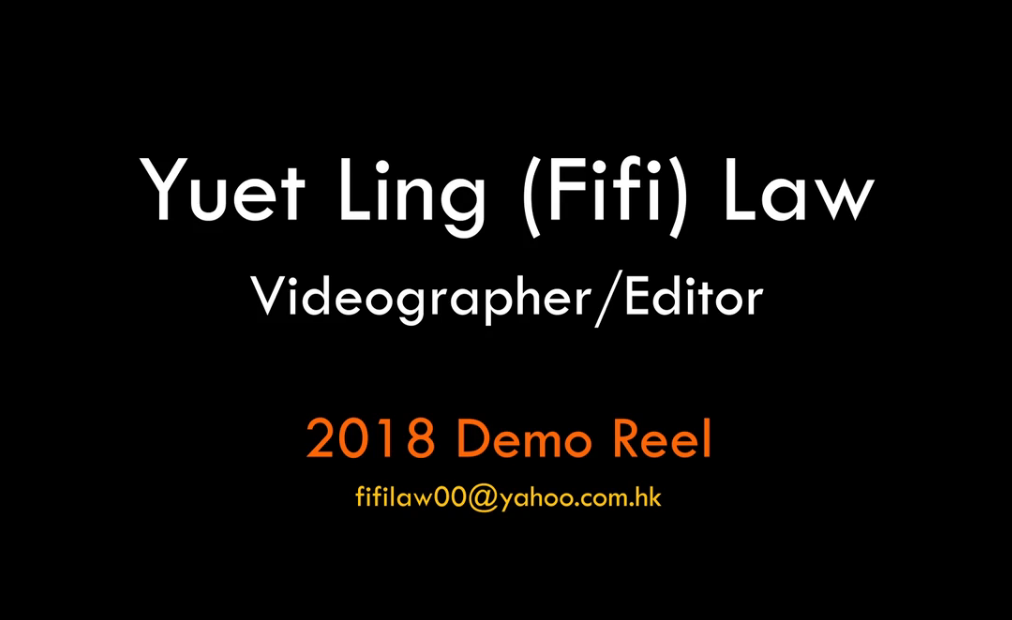 Yuet Ling (Fifi) Law
Videographer/Editor
2018 Demo Reel
fifilaw00@yahoo.com.hk